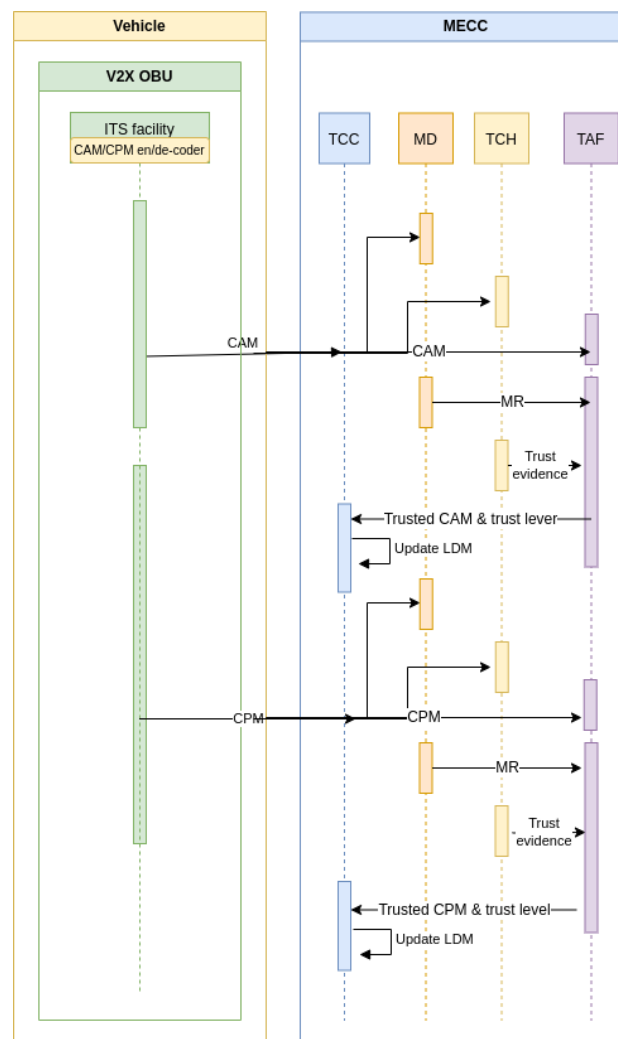 Vehicle
MECC
V2X OBU
ITS facility
CAM/CPM en/de-coder
TCC
MD
TCH
TAF
CAM
CAM
MR
Trust
evidence
Trusted CAM & trust lever
Update LDM
CPM
CPM
MR
Trust
evidence
Trusted CPM & trust level
Update LDM